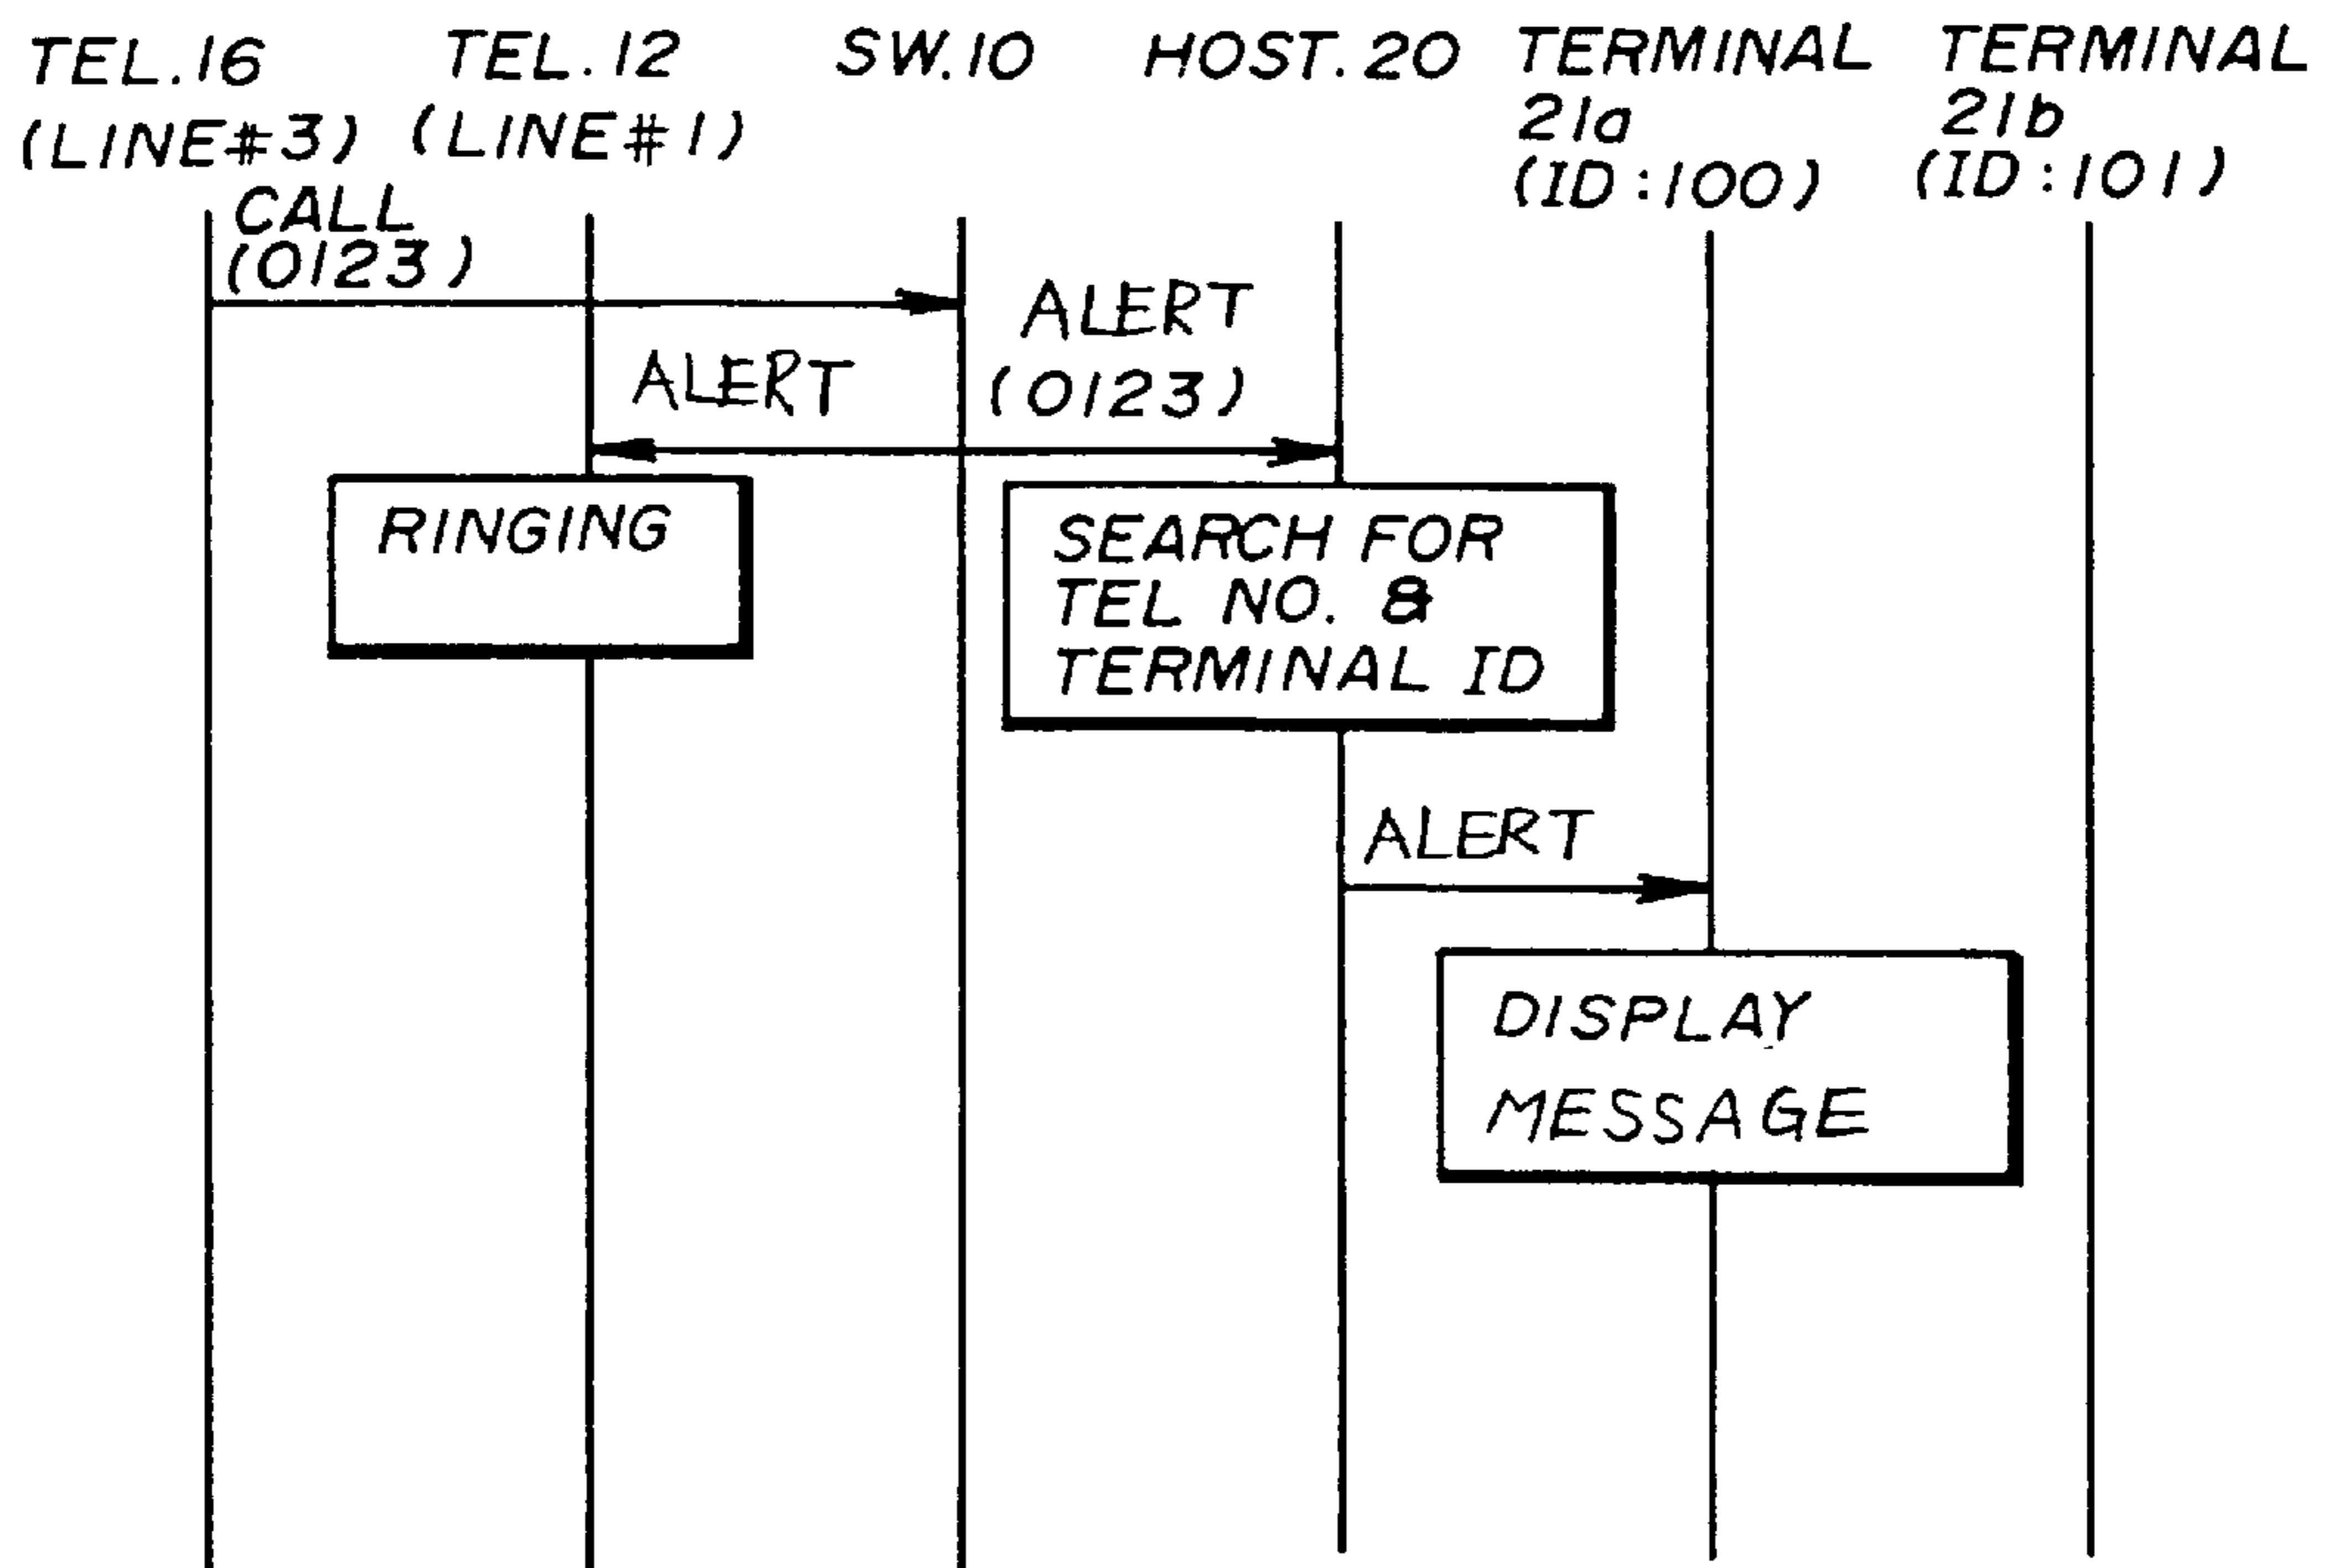 TEL.16
(LINE#3)
TEL.12
(LINE#1)
SW.10
HOST.20
TERMINAL
21a
(ID:100)
TERMINAL
21b
(ID:101)
CALL
(0123)
ALERT
ALERT
(0123)
RINGING
SEARCH FOR
TEL NO. &
TERMINAL ID
ALERT
DISPLAY
MESSAGE